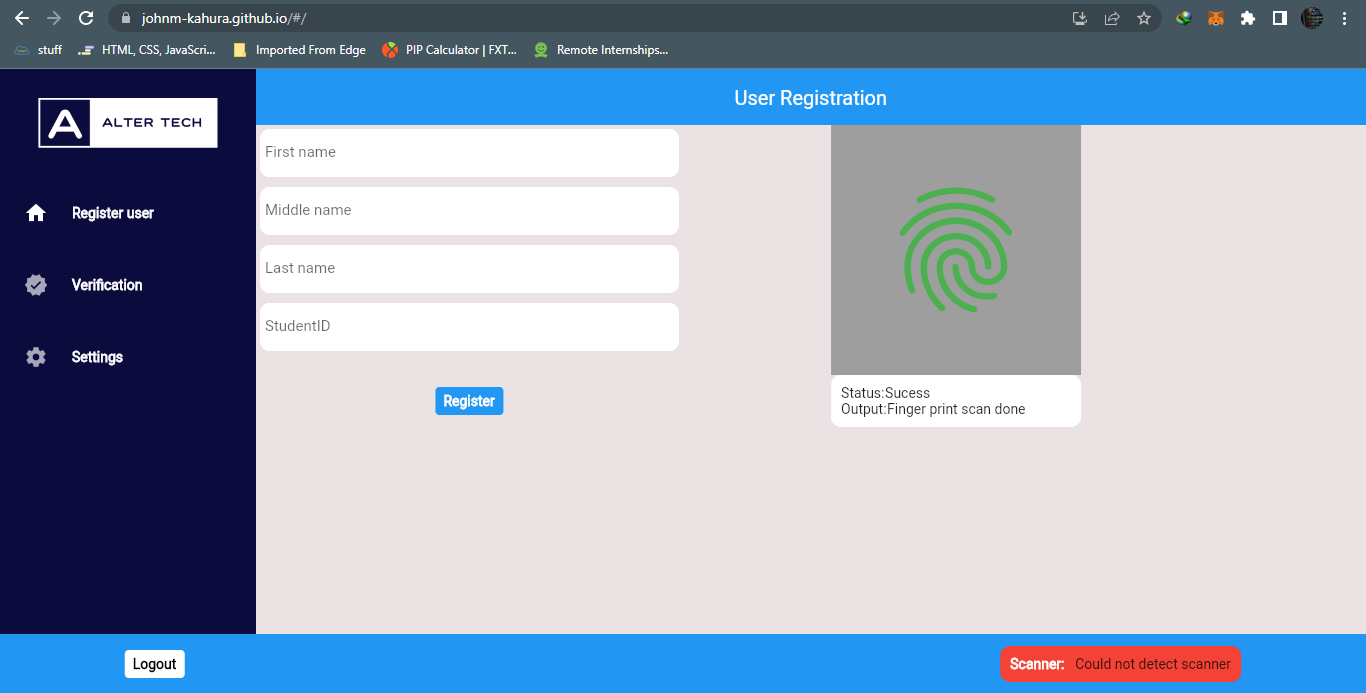 johnm-kahura.github.io/#/
stuff
HTML, CSS, JavaScri...
Imported From Edge
PIP Calculator | FXT...
Remote Internships...
A ALTER TECH
Register user
Verification
Settings
User Registration
First name
Middle name
Last name
StudentID
Register
Status:Sucess
Output:Finger print scan done
Logout
Scanner: Could not detect scanner